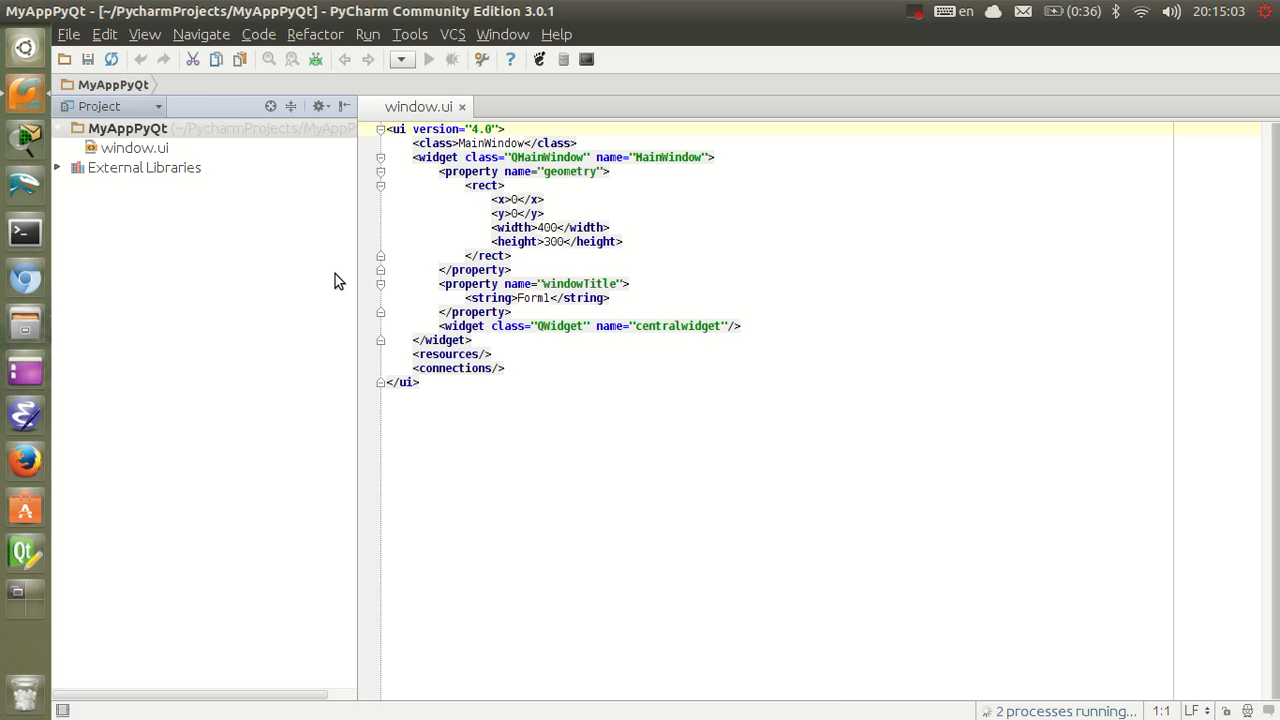 MyAppPyQt - [~/PycharmProjects/MyAppPyQt] - PyCharm Community Edition 3.0.1
en
(0:36)
20:15:03
File Edit View Navigate Code Refactor Run Tools VCS Window Help
MyAppPyQt
Project
window.ui
MyAppPyQt (~/PycharmProjects/MyAppP
window.ui
External Libraries
<ui version="4.0">
<class>MainWindow</class>
<widget class="QMainWindow" name="MainWindow">
<property name="geometry">
<rect>
<x>0</x>
<y>0</y>
<width>400</width>
<height>300</height>
</rect>
</property>
<property name="windowTitle">
<string>Form1</string>
</property>
<widget class="QWidget" name="centralwidget"/>
</widget>
<resources/>
<connections/>
</ui>
2 processes running...
1:1
LF